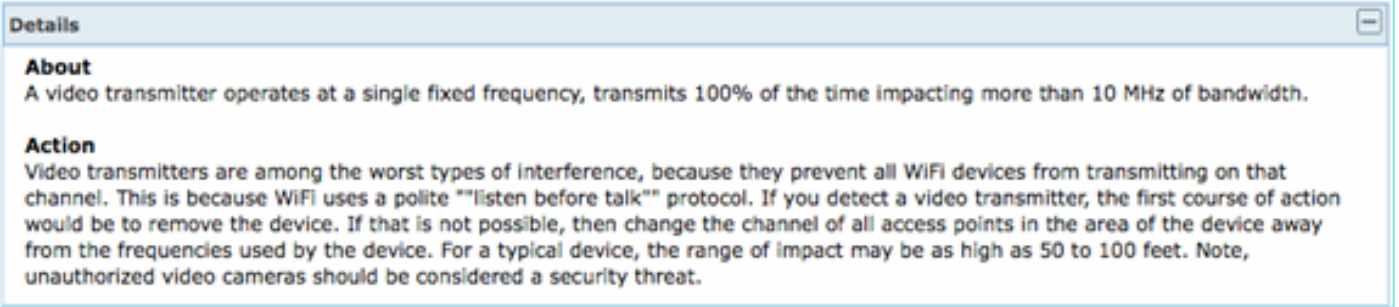 Details
About
A video transmitter operates at a single fixed frequency, transmits 100% of the time impacting more than 10 MHz of bandwidth.
Action
Video transmitters are among the worst types of interference, because they prevent all WiFi devices from transmitting on that
channel. This is because WiFi uses a polite ""listen before talk"" protocol. If you detect a video transmitter, the first course of action
would be to remove the device. If that is not possible, then change the channel of all access points in the area of the device away
from the frequencies used by the device. For a typical device, the range of impact may be as high as 50 to 100 feet. Note,
unauthorized video cameras should be considered a security threat.